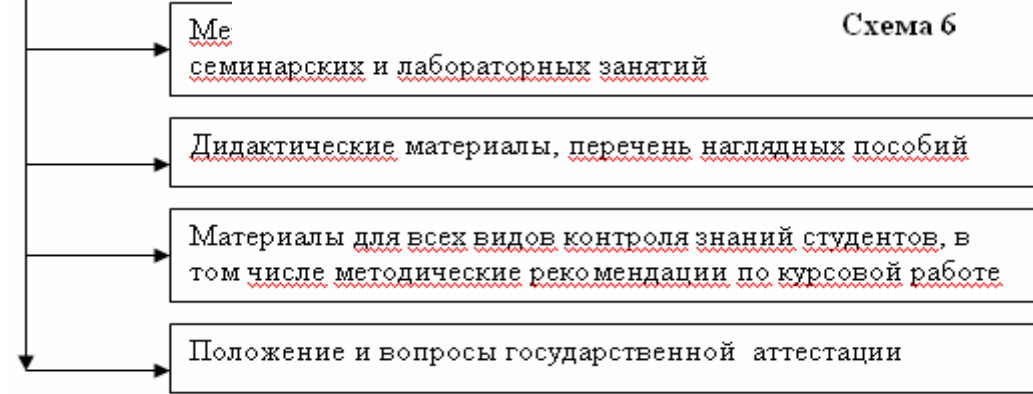 Схема 6
Ме
семинарских и лабораторных занятий
Дидактические материалы, перечень наглядных пособий
Материалы для всех видов контроля знаний студентов, в
том числе методические рекомендации по курсовой работе
Положение и вопросы государственной аттестации